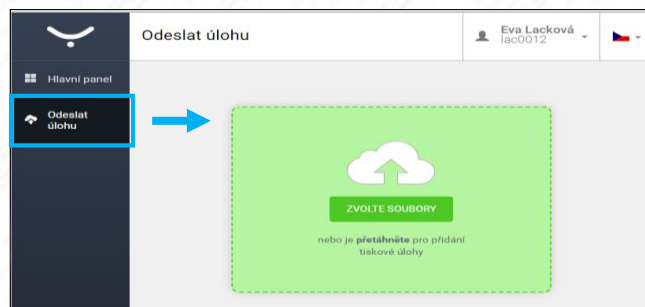 Odeslat úlohu
Eva Lacková
lac0012
Hlavní panel
Odeslat
úlohu
ZVOLTE SOUBORY
nebo je přetáhněte pro přidání
tiskové úlohy